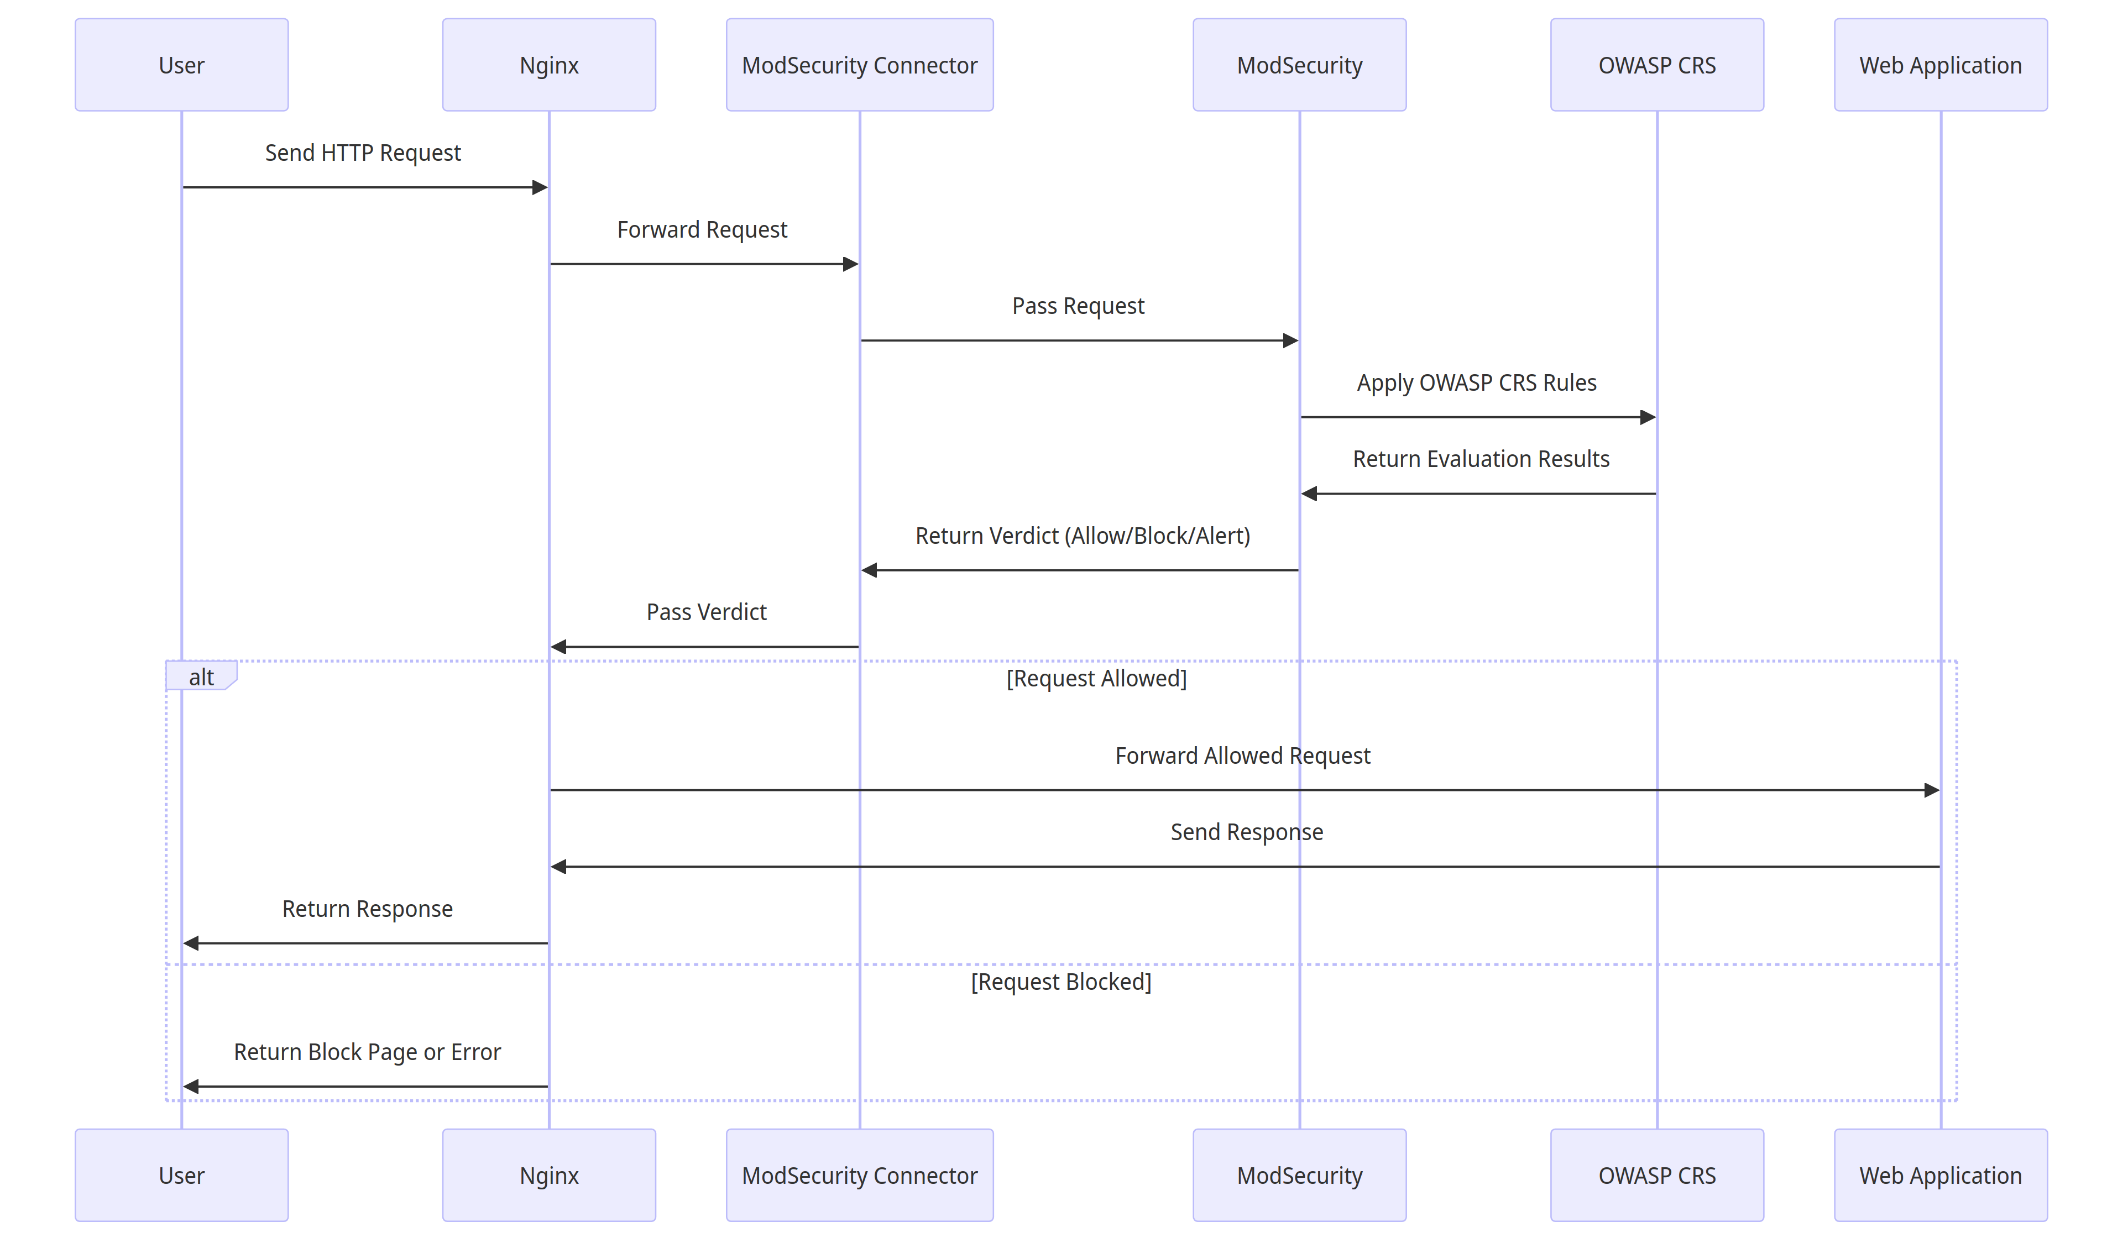 User
Nginx
ModSecurity Connector
ModSecurity
OWASP CRS
Web Application
Send HTTP Request
Forward Request
Pass Request
Apply OWASP CRS Rules
Return Evaluation Results
Return Verdict (Allow/Block/Alert)
Pass Verdict
alt
[Request Allowed]
Forward Allowed Request
Send Response
Return Response
[Request Blocked]
Return Block Page or Error
User
Nginx
ModSecurity Connector
ModSecurity
OWASP CRS
Web Application